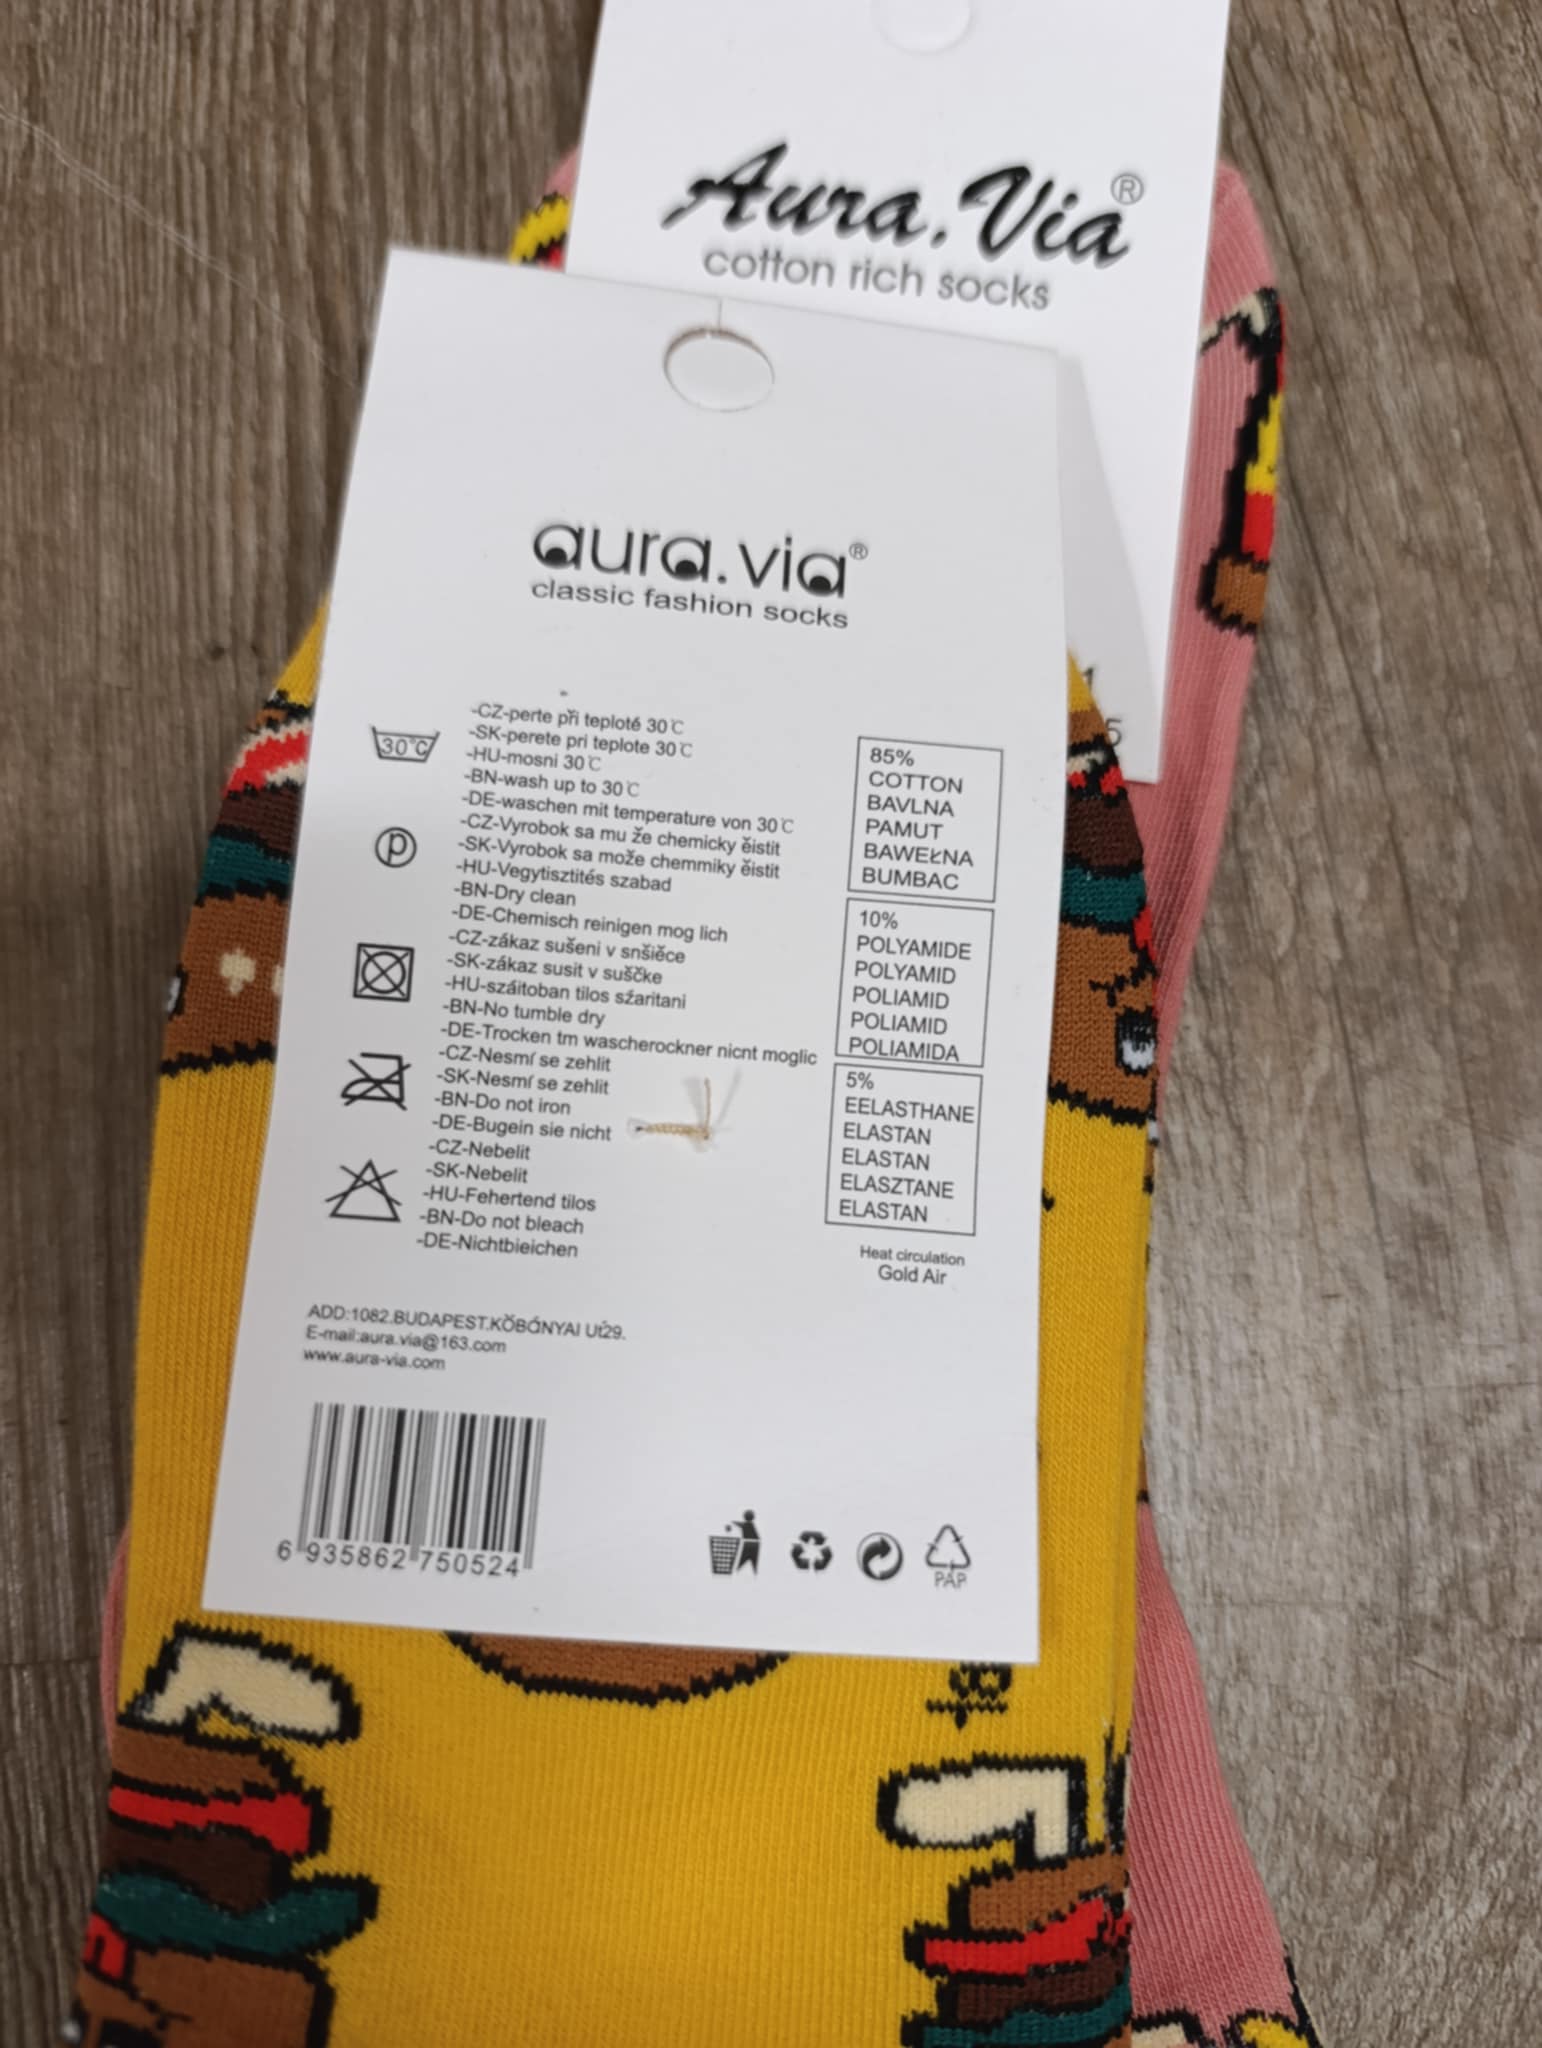 Aura.Via®
cotton rich socks
aura.via®
classic fashion socks
30℃
-CZ-perte při teploté 30℃
-SK-perete pri teplote 30℃
-HU-mosni 30℃
-BN-wash up to 30℃
-DE-waschen mit temperature von 30℃
P
-CZ-Vyrobok sa mu že chemicky ěistit
-SK-Vyrobok sa može chemmiky ěistit
-HU-Vegytisztités szabad
-BN-Dry clean
-DE-Chemisch reinigen mog lich
-CZ-zákaz sušeni v snšiěce
-SK-zákaz susit v suščke
-HU-száitoban tilos sźaritani
-BN-No tumble dry
-DE-Trocken tm wascherockner nicnt moglic
-CZ-Nesmí se zehlit
-SK-Nesmí se zehlit
-BN-Do not iron
-DE-Bugein sie nicht
-CZ-Nebelit
-SK-Nebelit
-HU-Fehertend tilos
-BN-Do not bleach
-DE-Nichtbieichen
85%
COTTON
BAVLNA
PAMUT
BAWEŁNA
BUMBAC
10%
POLYAMIDE
POLYAMID
POLIAMID
POLIAMID
POLIAMIDA
5%
EELASTHANE
ELASTAN
ELASTAN
ELASZTANE
ELASTAN
Heat circulation
Gold Air
ADD:1082.BUDAPEST.KŐBÁNYAI Út29.
E-mail:aura.via@163.com
www.aura-via.com
6 935862 750524
PAP